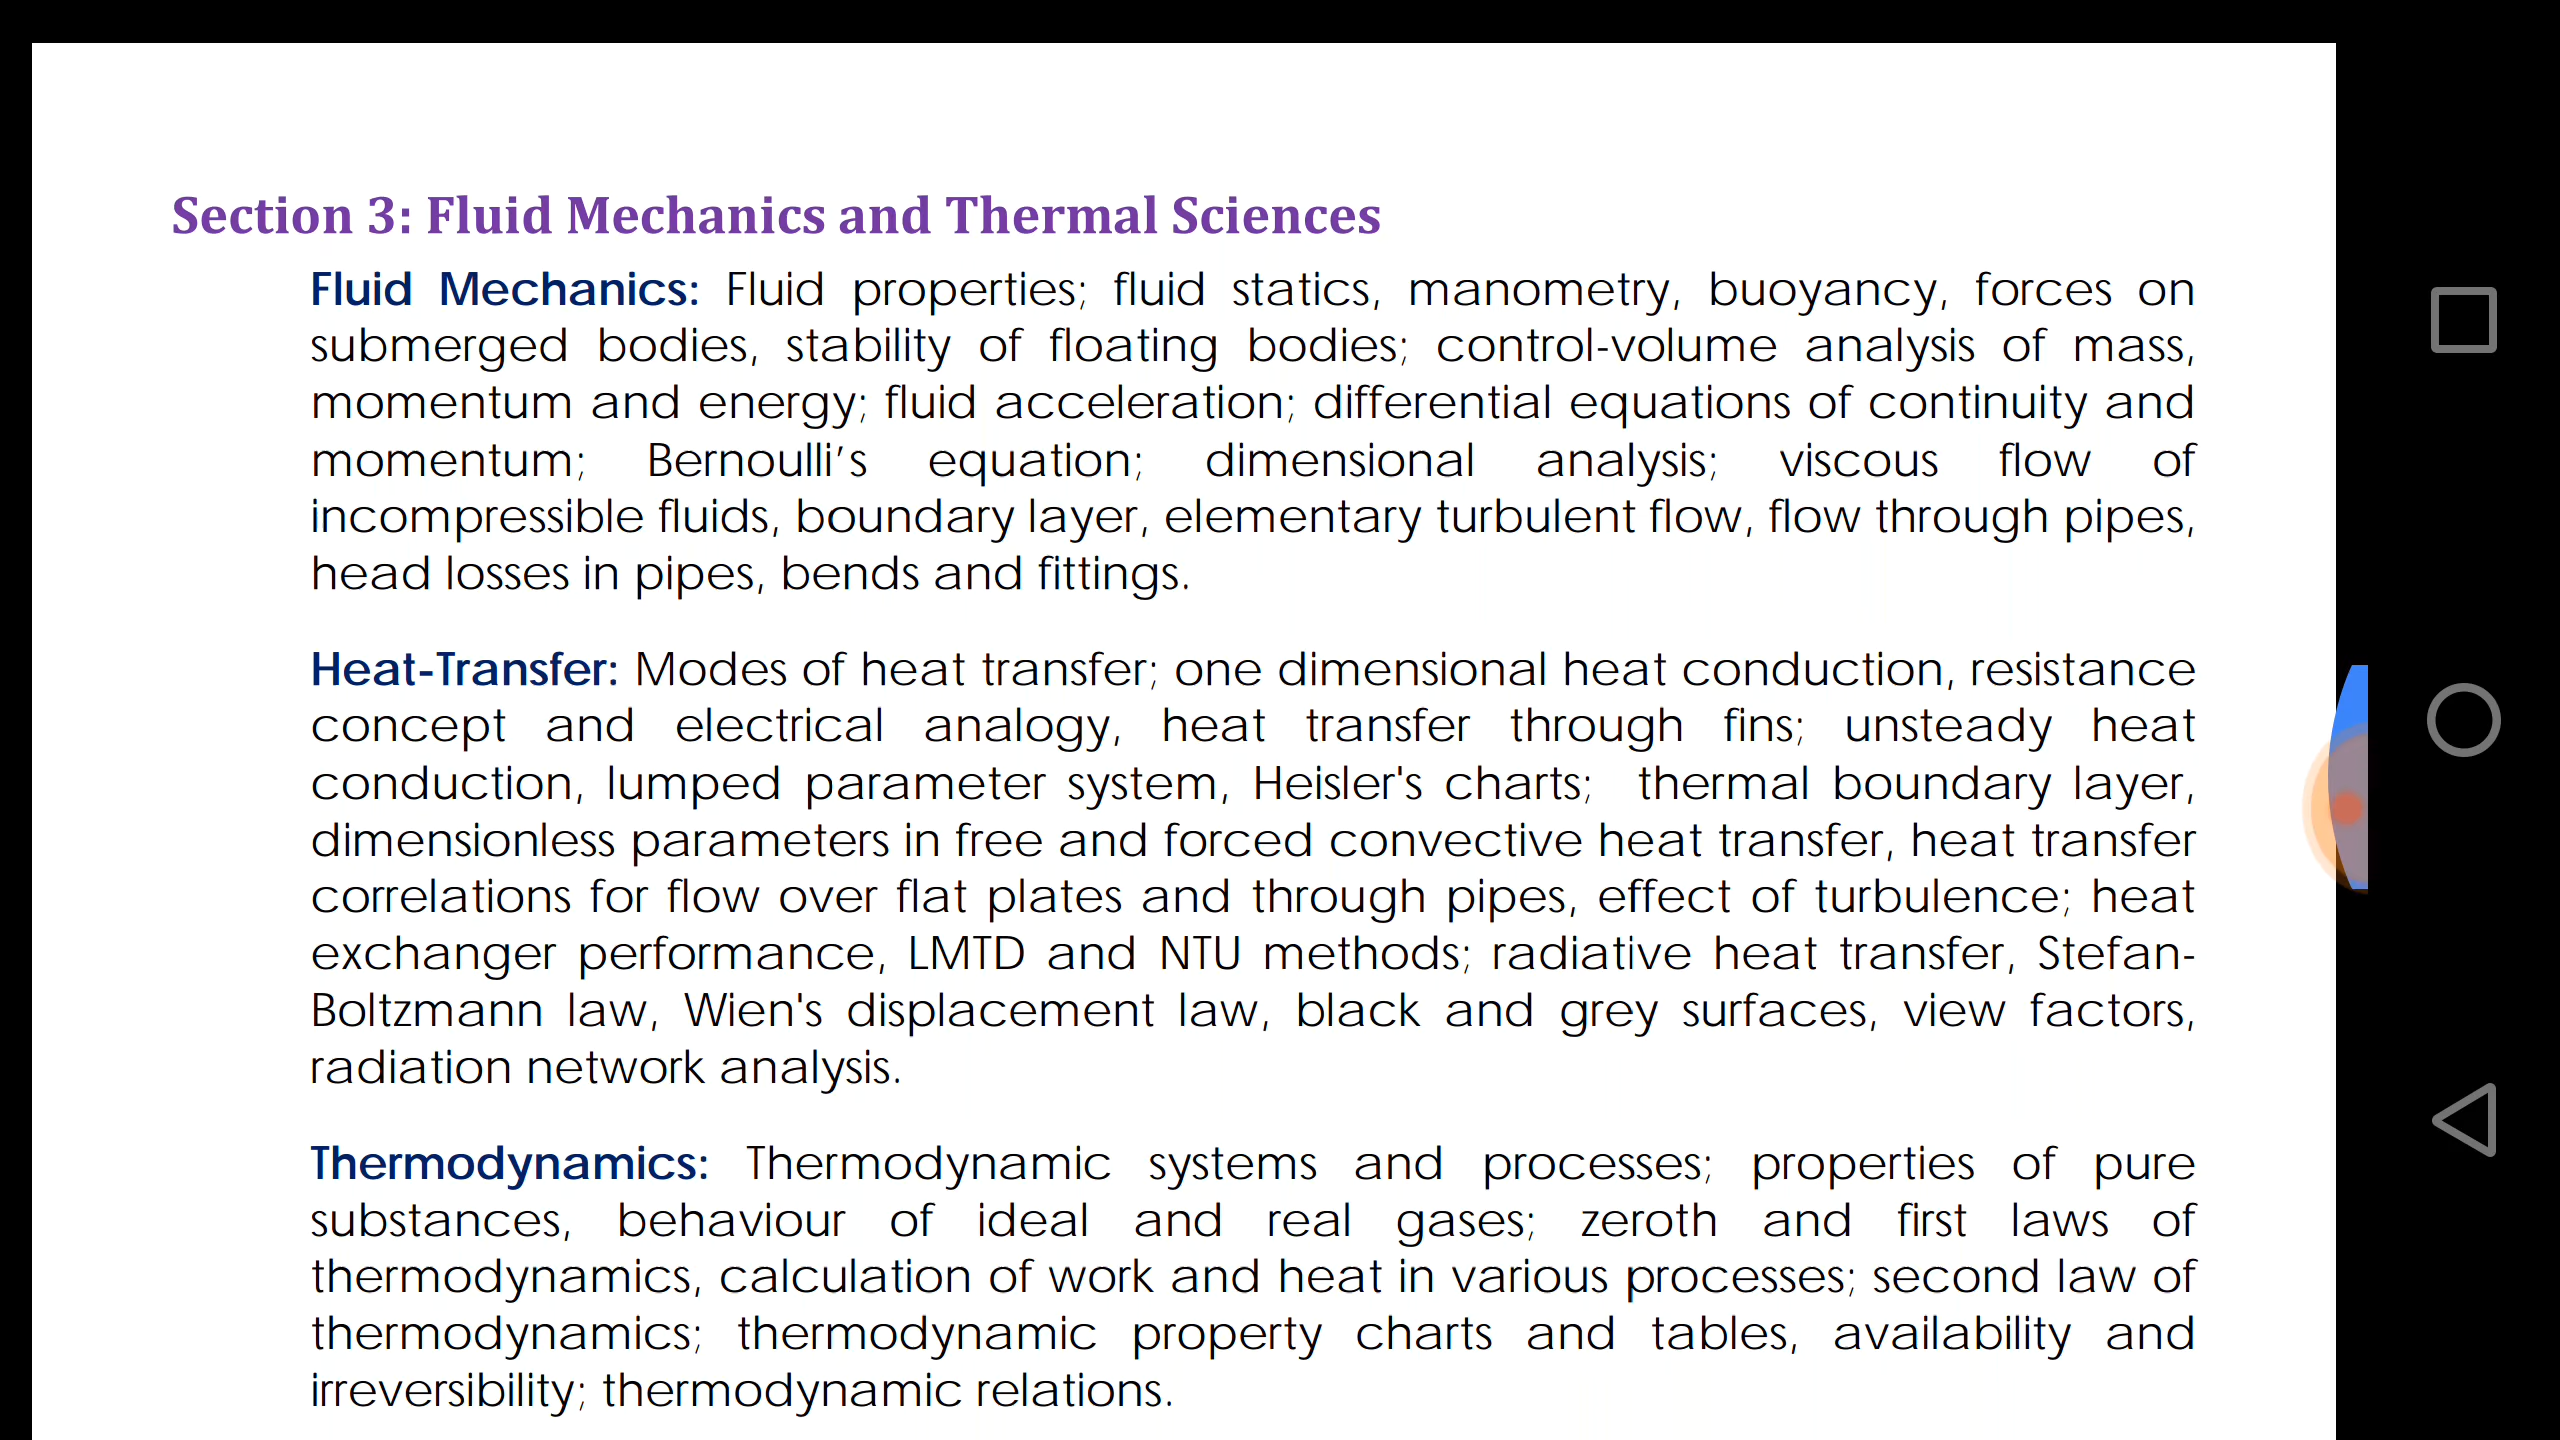 Section 3: Fluid Mechanics and Thermal Sciences
Fluid Mechanics: Fluid properties; fluid statics, manometry, buoyancy, forces on
submerged bodies, stability of floating bodies; control-volume analysis of mass,
momentum and energy; fluid acceleration; differential equations of continuity and
momentum; Bernoulli’s equation; dimensional analysis; viscous flow of
incompressible fluids, boundary layer, elementary turbulent flow, flow through pipes,
head losses in pipes, bends and fittings.
Heat-Transfer: Modes of heat transfer; one dimensional heat conduction, resistance
concept and electrical analogy, heat transfer through fins; unsteady heat
conduction, lumped parameter system, Heisler's charts; thermal boundary layer,
dimensionless parameters in free and forced convective heat transfer, heat transfer
correlations for flow over flat plates and through pipes, effect of turbulence; heat
exchanger performance, LMTD and NTU methods; radiative heat transfer, Stefan-
Boltzmann law, Wien's displacement law, black and grey surfaces, view factors,
radiation network analysis.
Thermodynamics: Thermodynamic systems and processes; properties of pure
substances, behaviour of ideal and real gases; zeroth and first laws of
thermodynamics, calculation of work and heat in various processes; second law of
thermodynamics; thermodynamic property charts and tables, availability and
irreversibility; thermodynamic relations.